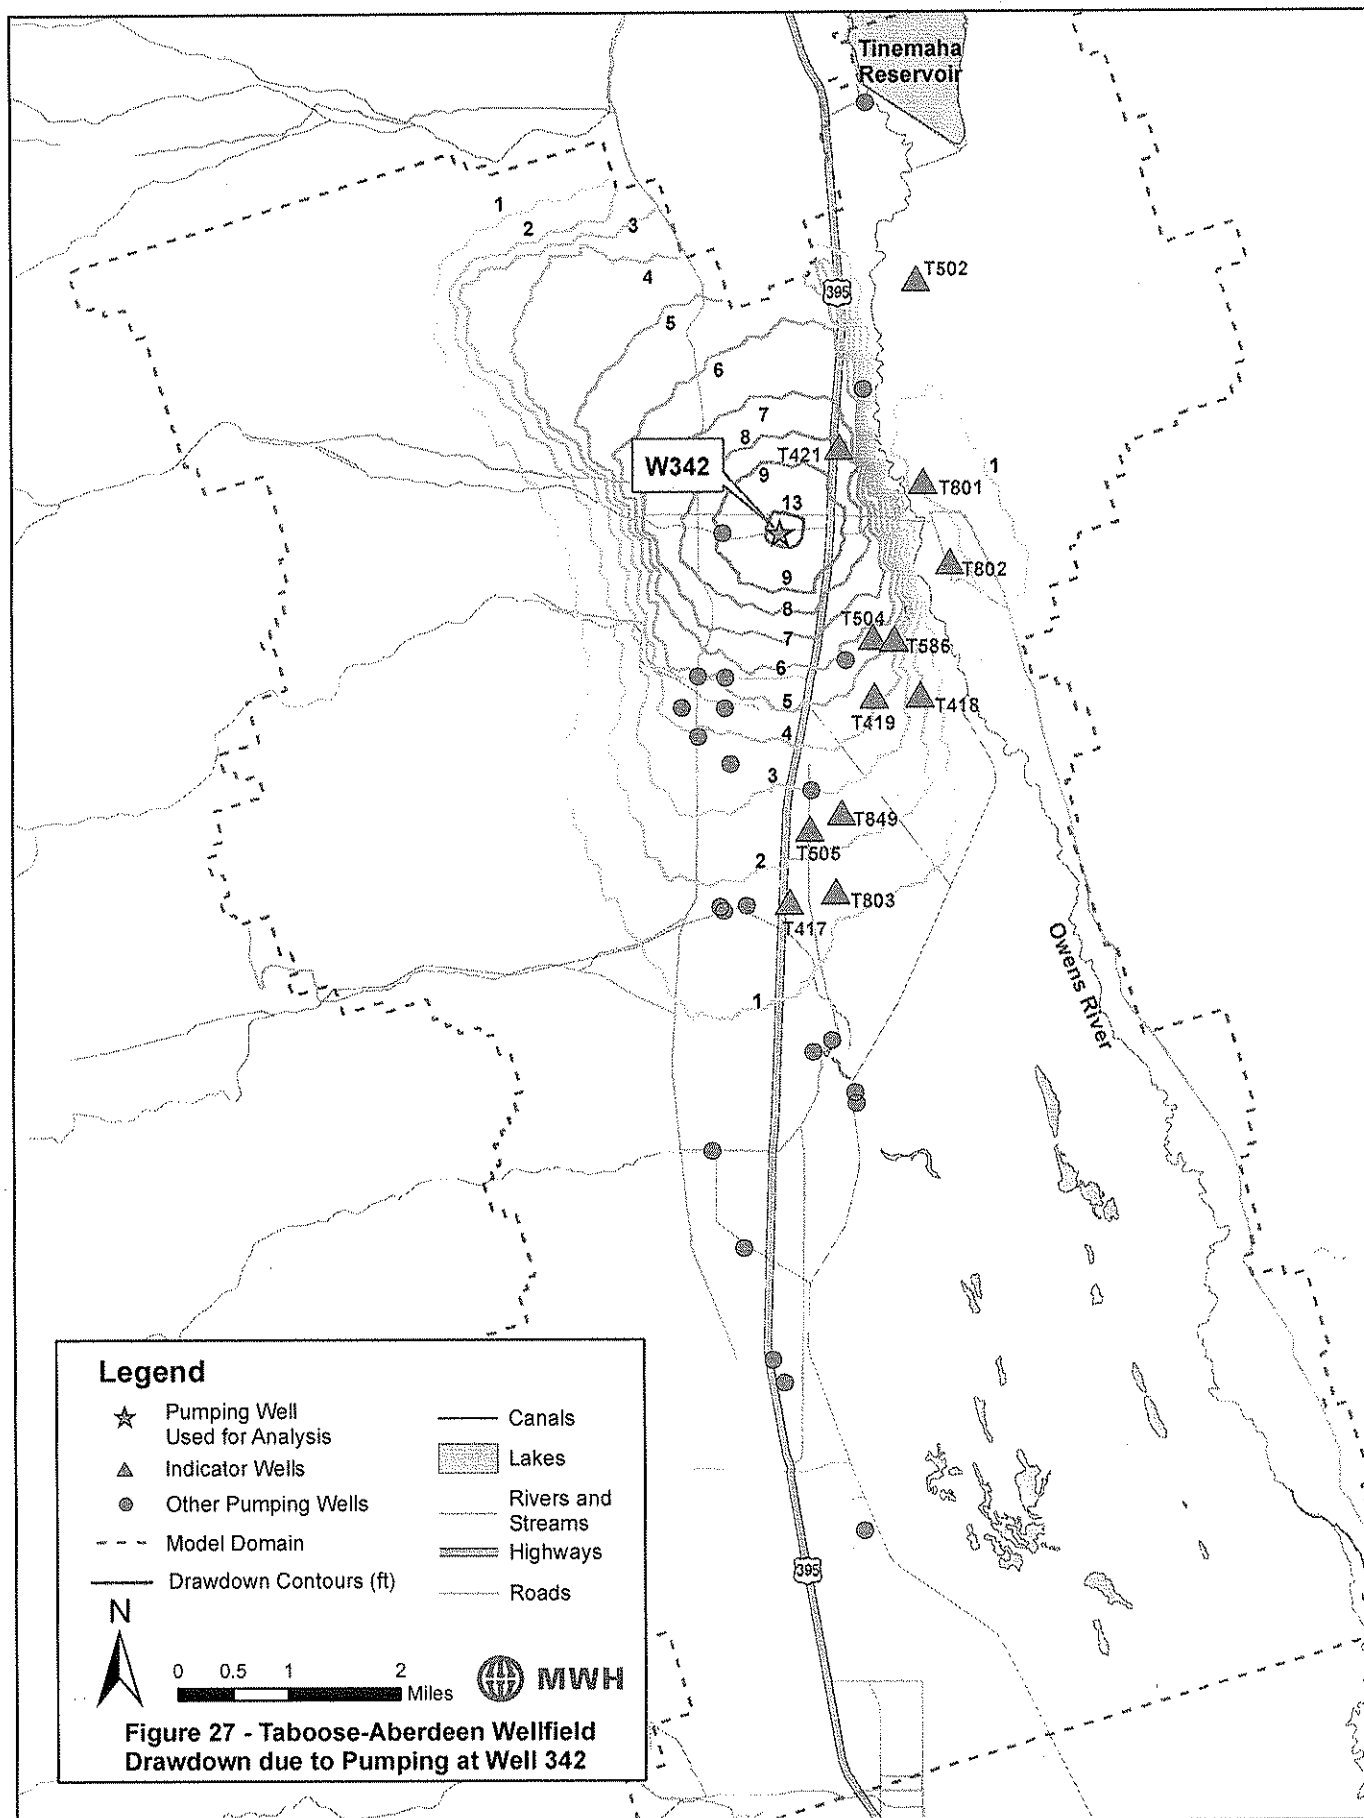 Tinemaha
Reservoir
1
2
3
4
T502
395
5
6
7
8
T421
W342
9
1
T801
13
T802
9
8
T504
7
T586
6
5
T419
T418
4
3
T849
T505
2
T803
T417
Owens River
1
Legend
Pumping Well
Used for Analysis
Indicator Wells
Other Pumping Wells
Model Domain
Drawdown Contours (ft)
Canals
Lakes
Rivers and
Streams
Highways
Roads
395
N
0 0.5 1 2
Miles
MWH
Figure 27 - Taboose-Aberdeen Wellfield
Drawdown due to Pumping at Well 342